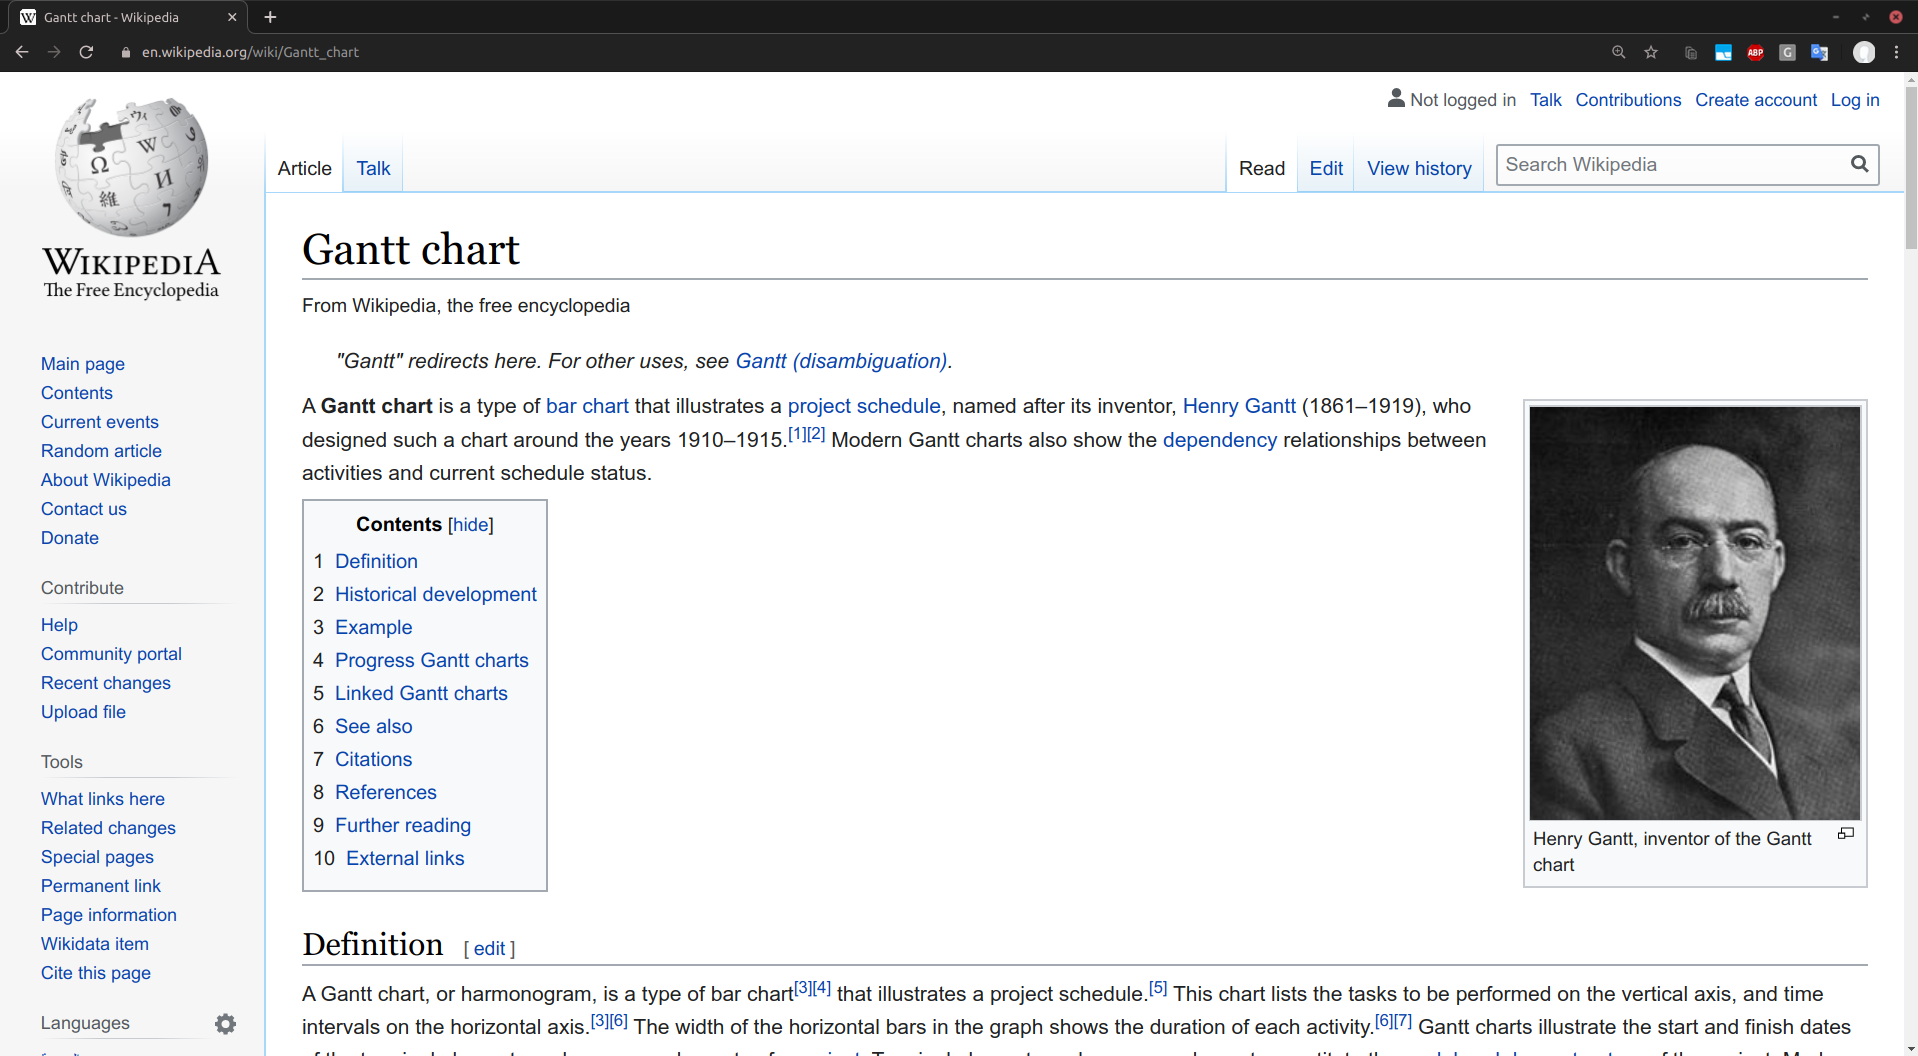 Gantt chart - Wikipedia
en.wikipedia.org/wiki/Gantt_chart
ABP
G
Not logged in Talk Contributions Create account Log in
Article Talk Read Edit View history Search Wikipedia
WIKIPEDIA
The Free Encyclopedia
Main page
Contents
Current events
Random article
About Wikipedia
Contact us
Donate
Contribute
Help
Community portal
Recent changes
Upload file
Tools
What links here
Related changes
Special pages
Permanent link
Page information
Wikidata item
Cite this page
Languages
Gantt chart
From Wikipedia, the free encyclopedia
"Gantt" redirects here. For other uses, see Gantt (disambiguation).
A Gantt chart is a type of bar chart that illustrates a project schedule, named after its inventor, Henry Gantt (1861–1919), who
designed such a chart around the years 1910–1915.[1][2] Modern Gantt charts also show the dependency relationships between
activities and current schedule status.
Contents [hide]
1 Definition
2 Historical development
3 Example
4 Progress Gantt charts
5 Linked Gantt charts
6 See also
7 Citations
8 References
9 Further reading
10 External links
Henry Gantt, inventor of the Gantt
chart
Definition [ edit ]
A Gantt chart, or harmonogram, is a type of bar chart[3][4] that illustrates a project schedule.[5] This chart lists the tasks to be performed on the vertical axis, and time
intervals on the horizontal axis.[3][6] The width of the horizontal bars in the graph shows the duration of each activity.[6][7] Gantt charts illustrate the start and finish dates